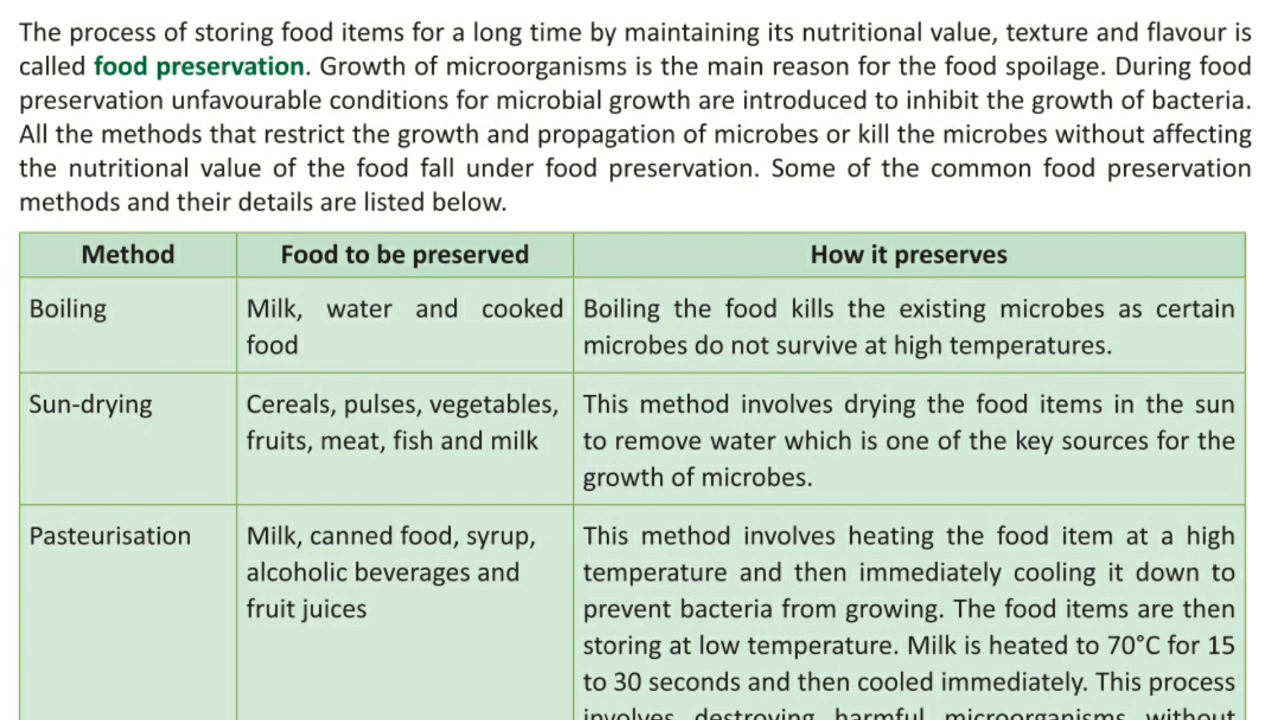 The process of storing food items for a long time by maintaining its nutritional value, texture and flavour is
called food preservation. Growth of microorganisms is the main reason for the food spoilage. During food
preservation unfavourable conditions for microbial growth are introduced to inhibit the growth of bacteria.
All the methods that restrict the growth and propagation of microbes or kill the microbes without affecting
the nutritional value of the food fall under food preservation. Some of the common food preservation
methods and their details are listed below.
Method
Food to be preserved
How it preserves
Boiling
Milk, water and cooked
food
Boiling the food kills the existing microbes as certain
microbes do not survive at high temperatures.
Sun-drying
Cereals, pulses, vegetables,
fruits, meat, fish and milk
This method involves drying the food items in the sun
to remove water which is one of the key sources for the
growth of microbes.
Pasteurisation
Milk, canned food, syrup,
alcoholic beverages and
fruit juices
This method involves heating the food item at a high
temperature and then immediately cooling it down to
prevent bacteria from growing. The food items are then
storing at low temperature. Milk is heated to 70°C for 15
to 30 seconds and then cooled immediately. This process
involves destroying harmful microorganisms without